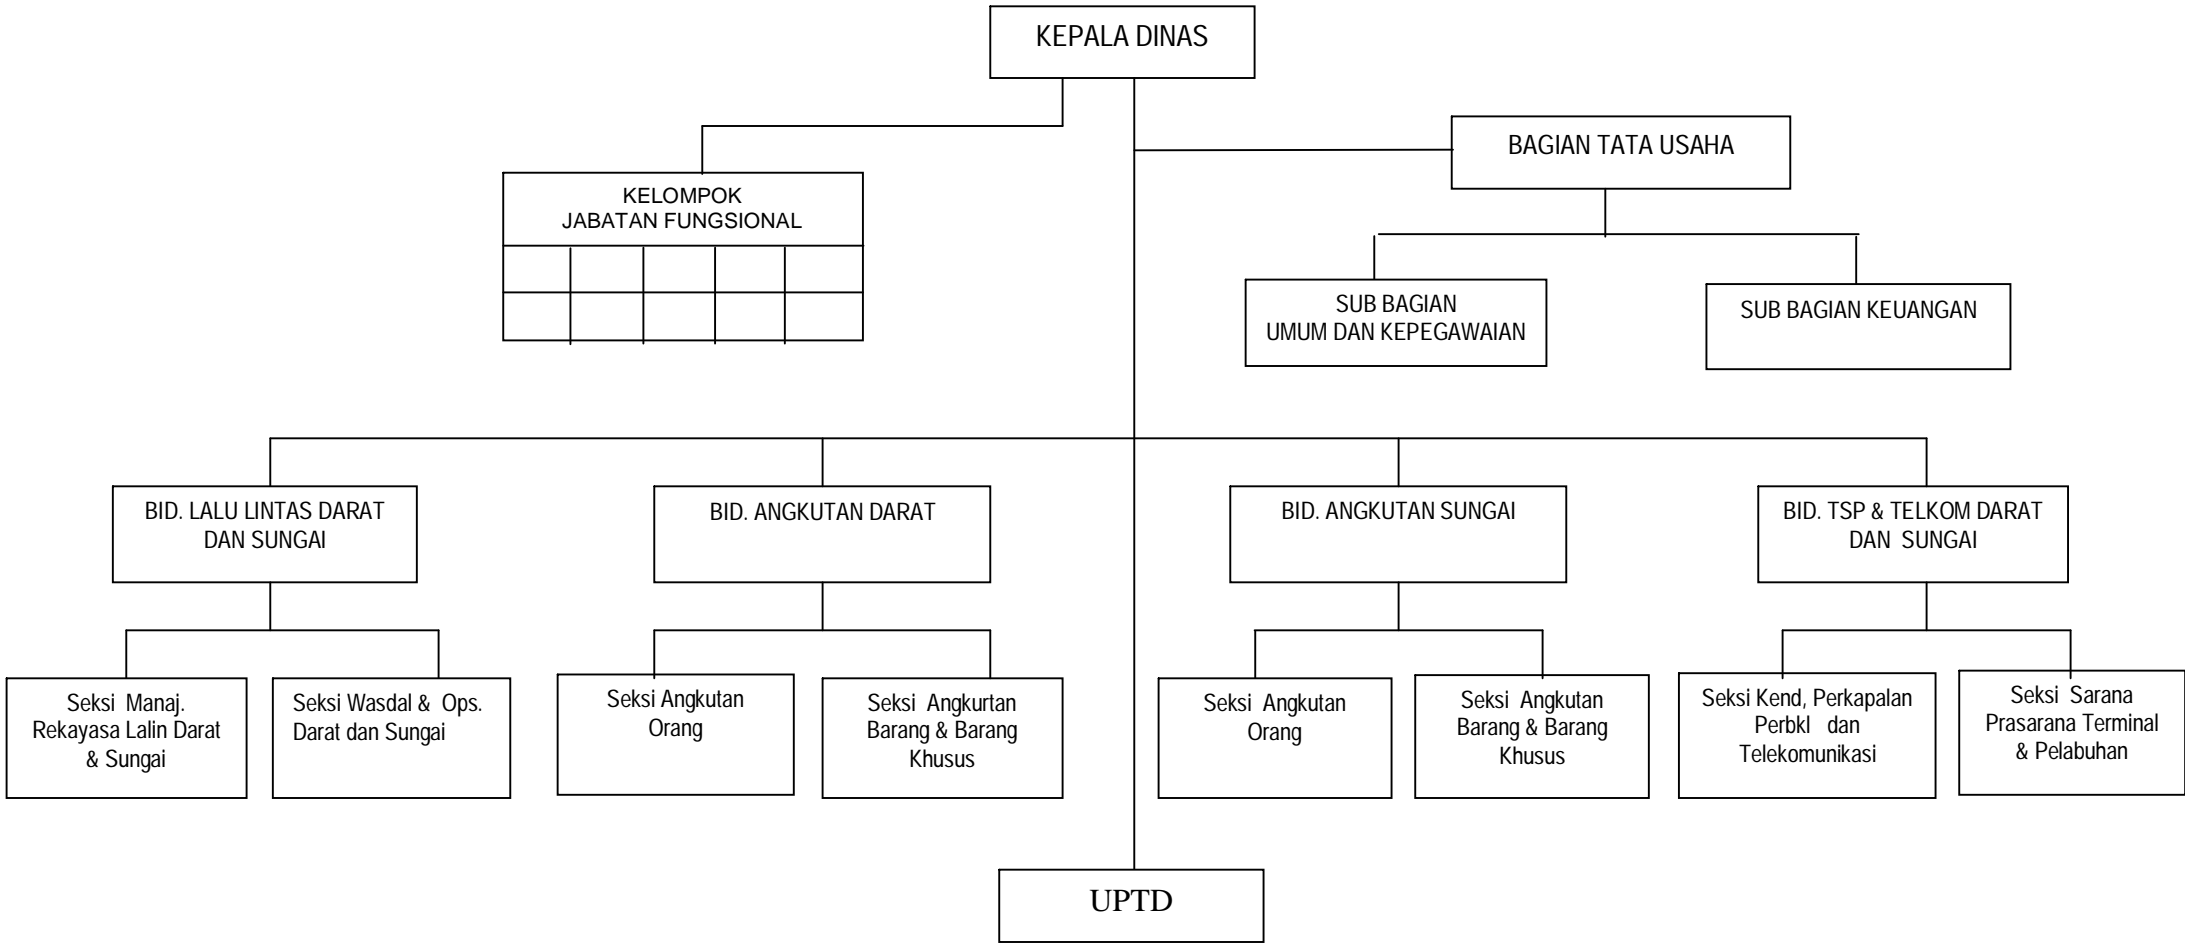 KEPALA DINAS
BAGIAN TATA USAHA
KELOMPOK
JABATAN FUNGSIONAL
SUB BAGIAN
UMUM DAN KEPEGAWAIAN
SUB BAGIAN KEUANGAN
BID. LALU LINTAS DARAT
DAN SUNGAI
BID. ANGKUTAN DARAT
BID. ANGKUTAN SUNGAI
BID. TSP & TELKOM DARAT
DAN SUNGAI
Seksi Manaj.
Rekayasa Lalin Darat
& Sungai
Seksi Wasdal & Ops.
Darat dan Sungai
Seksi Angkutan
Orang
Seksi Angkurtan
Barang & Barang
Khusus
Seksi Angkutan
Orang
Seksi Angkutan
Barang & Barang
Khusus
Seksi Kend, Perkapalan
Perbkl dan
Telekomunikasi
Seksi Sarana
Prasarana Terminal
& Pelabuhan
UPTD